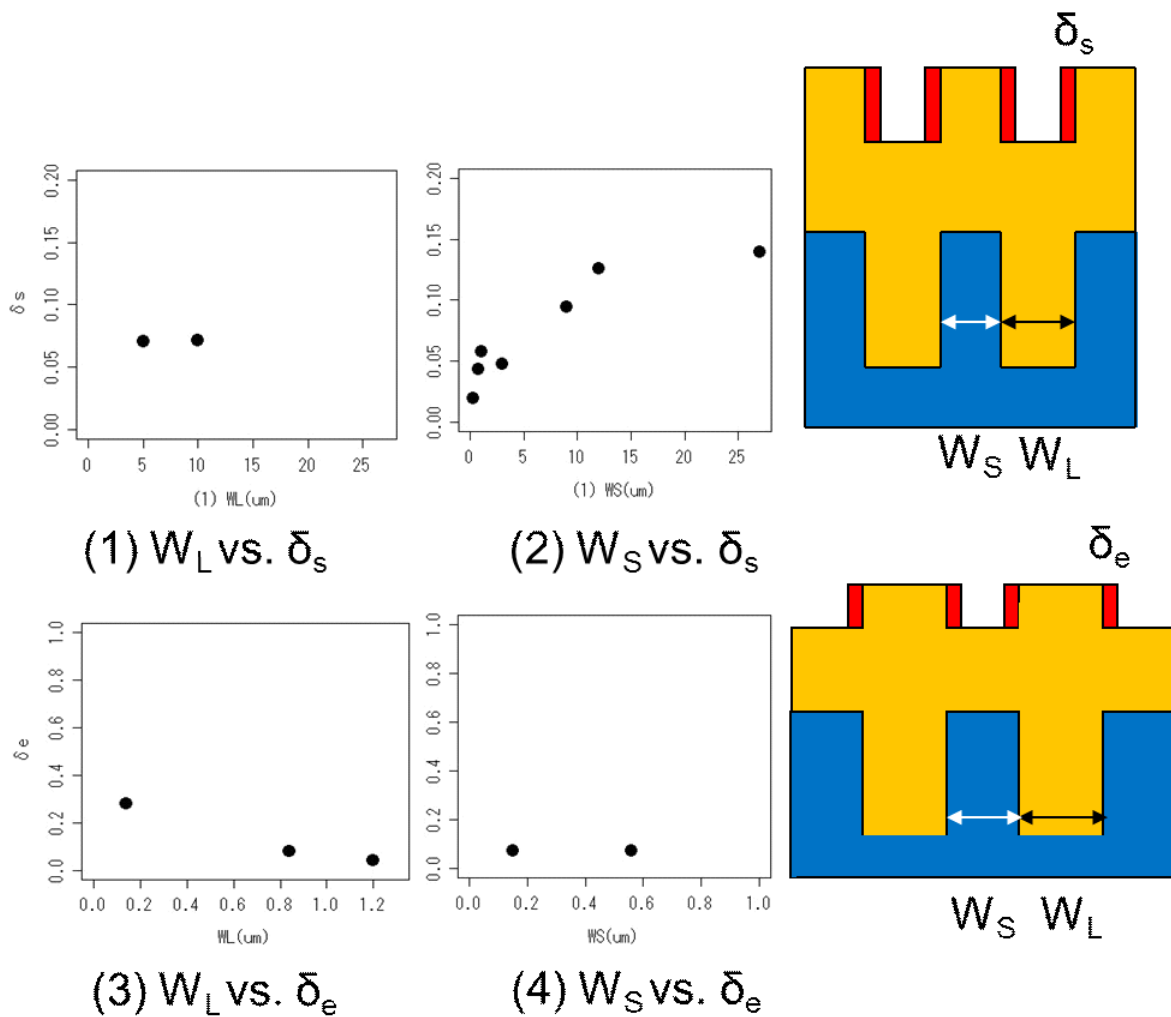 δs
0.00 0.05 0.10 0.15 0.20
δ s
0 5 10 15 20 25
(1) WL(um)
0.00 0.05 0.10 0.15 0.20
0 5 10 15 20 25
(1) WS(um)
WS WL
(1) WL vs. δs
(2) WS vs. δs
δe
0.0 0.2 0.4 0.6 0.8 1.0
δ e
0.0 0.2 0.4 0.6 0.8 1.0 1.2
WL(um)
0.0 0.2 0.4 0.6 0.8 1.0
0.0 0.2 0.4 0.6 0.8 1.0
WS(um)
WS WL
(3) WL vs. δe
(4) WS vs. δe